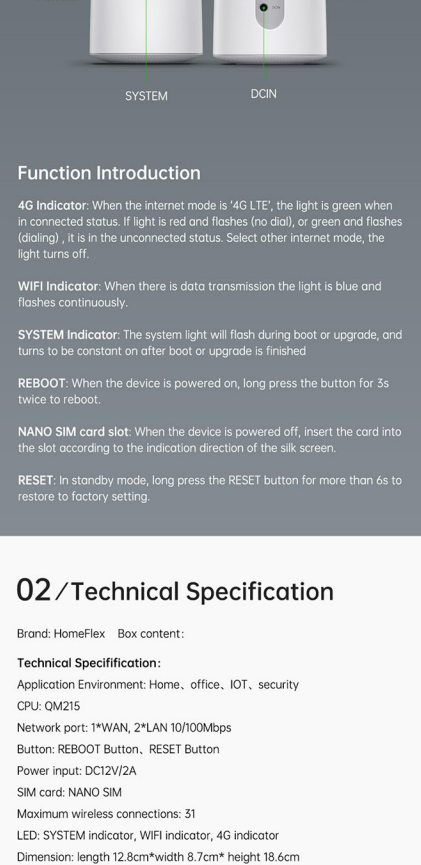 SYSTEM
DCIN
Function Introduction
4G Indicator: When the internet mode is '4G LTE', the light is green when
in connected status. If light is red and flashes (no dial), or green and flashes
(dialing) , it is in the unconnected status. Select other internet mode, the
light turns off.
WIFI Indicator: When there is data transmission the light is blue and
flashes continuously.
SYSTEM Indicator: The system light will flash during boot or upgrade, and
turns to be constant on after boot or upgrade is finished
REBOOT: When the device is powered on, long press the button for 3s
twice to reboot.
NANO SIM card slot: When the device is powered off, insert the card into
the slot according to the indication direction of the silk screen.
RESET: In standby mode, long press the RESET button for more than 6s to
restore to factory setting.
02/Technical Specification
Brand: HomeFlex Box content:
Technical Specifification:
Application Environment: Home、office、IOT、security
CPU: QM215
Network port: 1*WAN, 2*LAN 10/100Mbps
Button: REBOOT Button、RESET Button
Power input: DC12V/2A
SIM card: NANO SIM
Maximum wireless connections: 31
LED: SYSTEM indicator, WIFI indicator, 4G indicator
Dimension: length 12.8cm*width 8.7cm* height 18.6cm